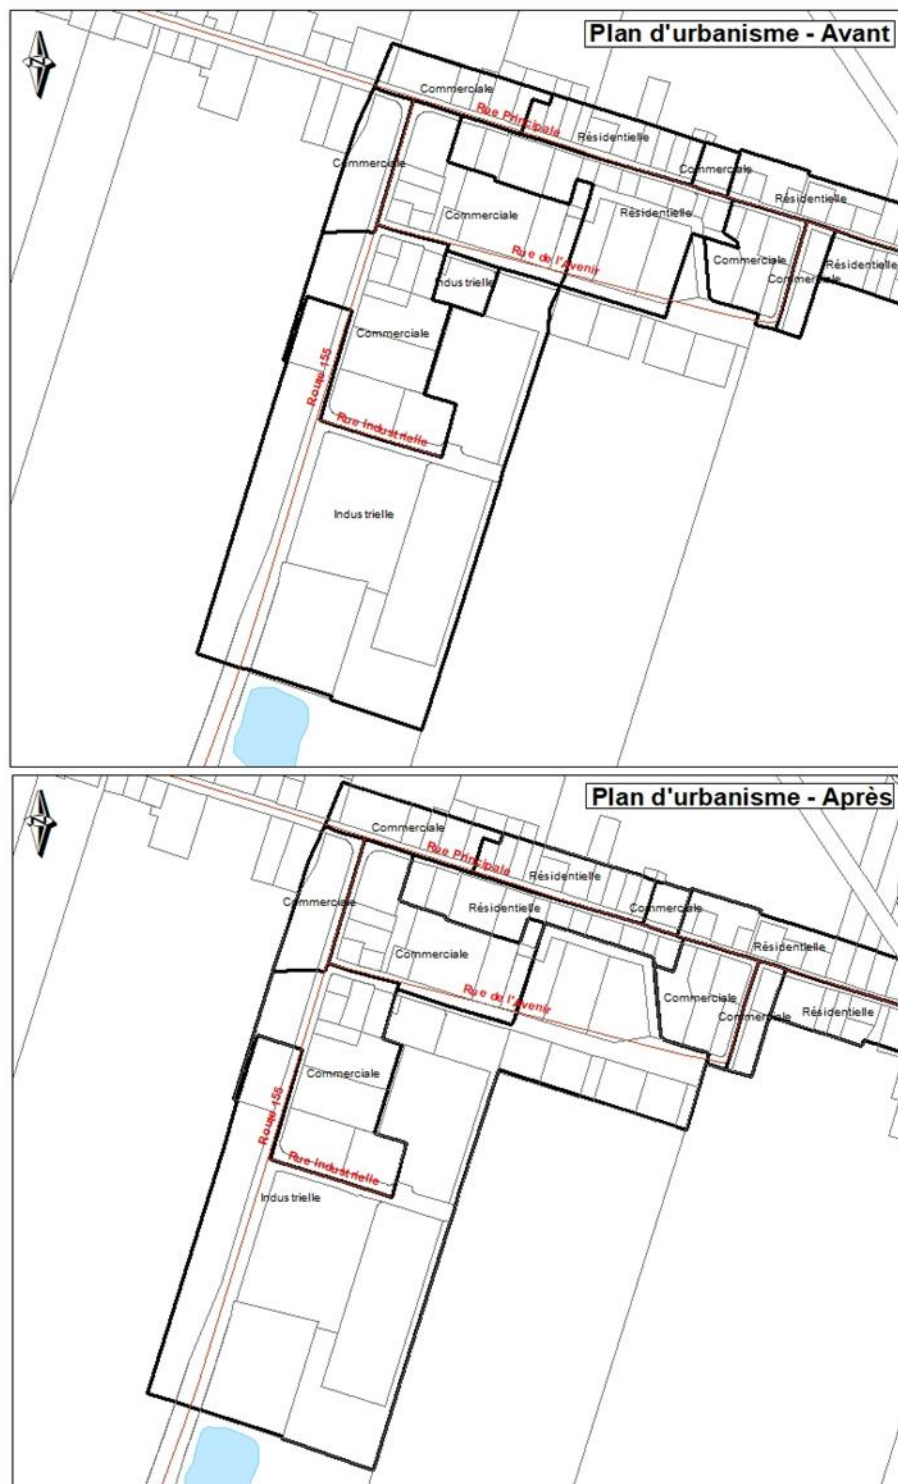 Plan d'urbanisme - Avant
Commerciale
Rue Principale
Résidentielle
Commerciale
Commerciale
Résidentielle
Commerciale
Résidentielle
Rue de l'Avenir
Commerciale
Résidentielle
Commerciale
Industrielle
Commerciale
Route 155
Rue Industrielle
Industrielle
Plan d'urbanisme - Après
Commerciale
Rue Principale
Résidentielle
Commerciale
Résidentielle
Commerciale
Résidentielle
Commerciale
Rue de l'Avenir
Commerciale
Commerciale
Résidentielle
Commerciale
Route 155
Rue Industrielle
Industrielle